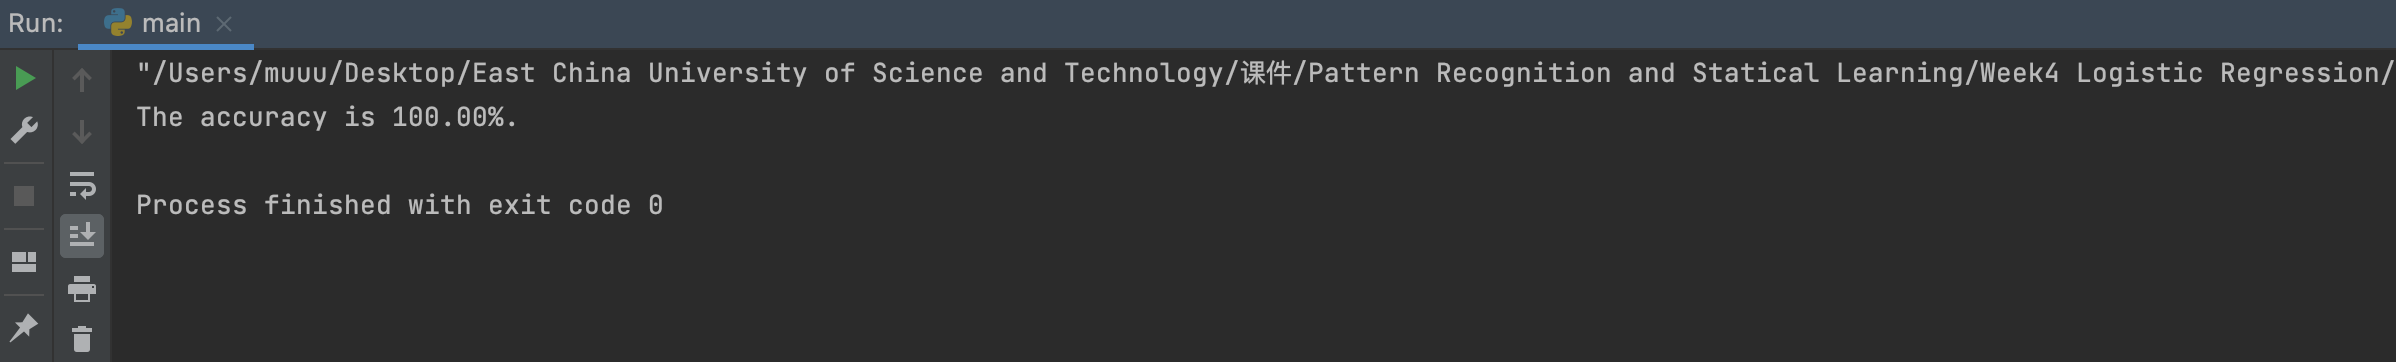 Run: main
"/Users/muuu/Desktop/East China University of Science and Technology/课件/Pattern Recognition and Statical Learning/Week4 Logistic Regression/
The accuracy is 100.00%.
Process finished with exit code 0